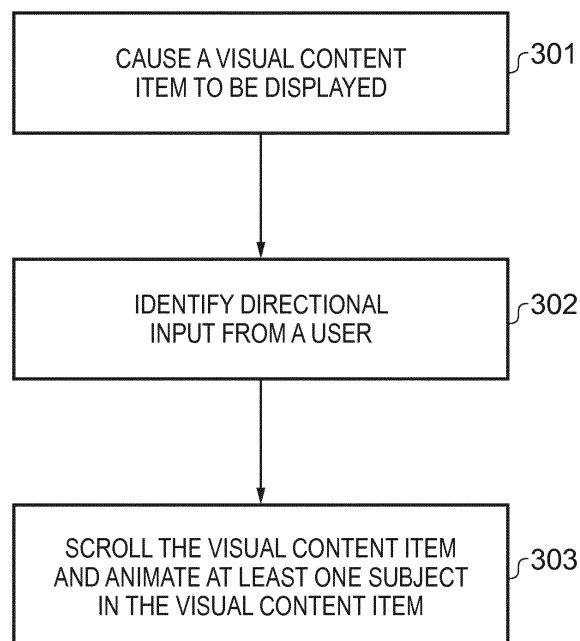 CAUSE A VISUAL CONTENT
ITEM TO BE DISPLAYED
301
IDENTIFY DIRECTIONAL
INPUT FROM A USER
302
SCROLL THE VISUAL CONTENT ITEM
AND ANIMATE AT LEAST ONE SUBJECT
IN THE VISUAL CONTENT ITEM
303